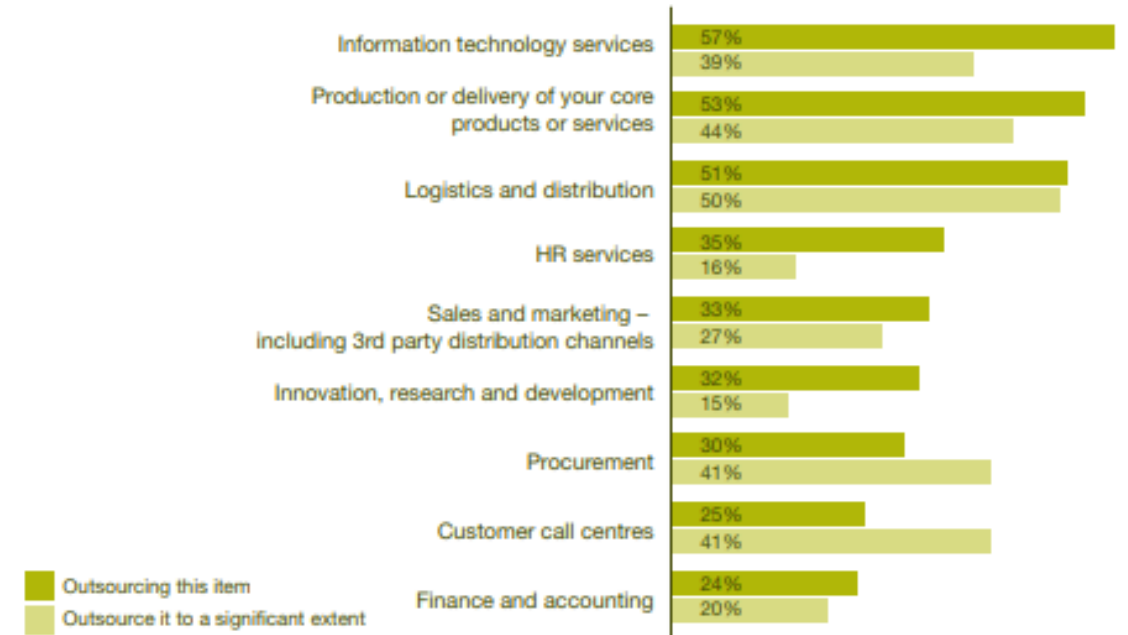 Information technology services
57%
39%
Production or delivery of your core
products or services
53%
44%
Logistics and distribution
51%
50%
HR services
35%
16%
Sales and marketing –
including 3rd party distribution channels
33%
27%
Innovation, research and development
32%
15%
Procurement
30%
41%
Customer call centres
25%
41%
Finance and accounting
24%
20%
Outsourcing this item
Outsource it to a significant extent